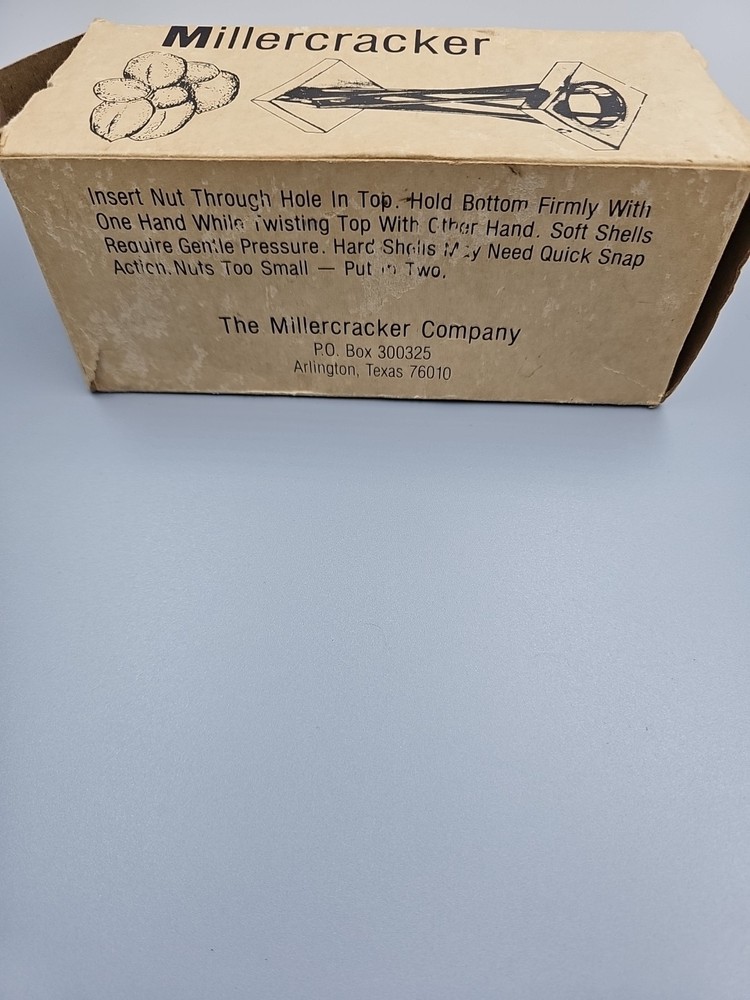 Millercracker
Insert Nut Through Hole In Top. Hold Bottom Firmly With
One Hand While Twisting Top With Other Hand. Soft Shells
Require Gentle Pressure. Hard Shells May Need Quick Snap
Action. Nuts Too Small — Put in Two.
The Millercracker Company
P.O. Box 300325
Arlington, Texas 76010